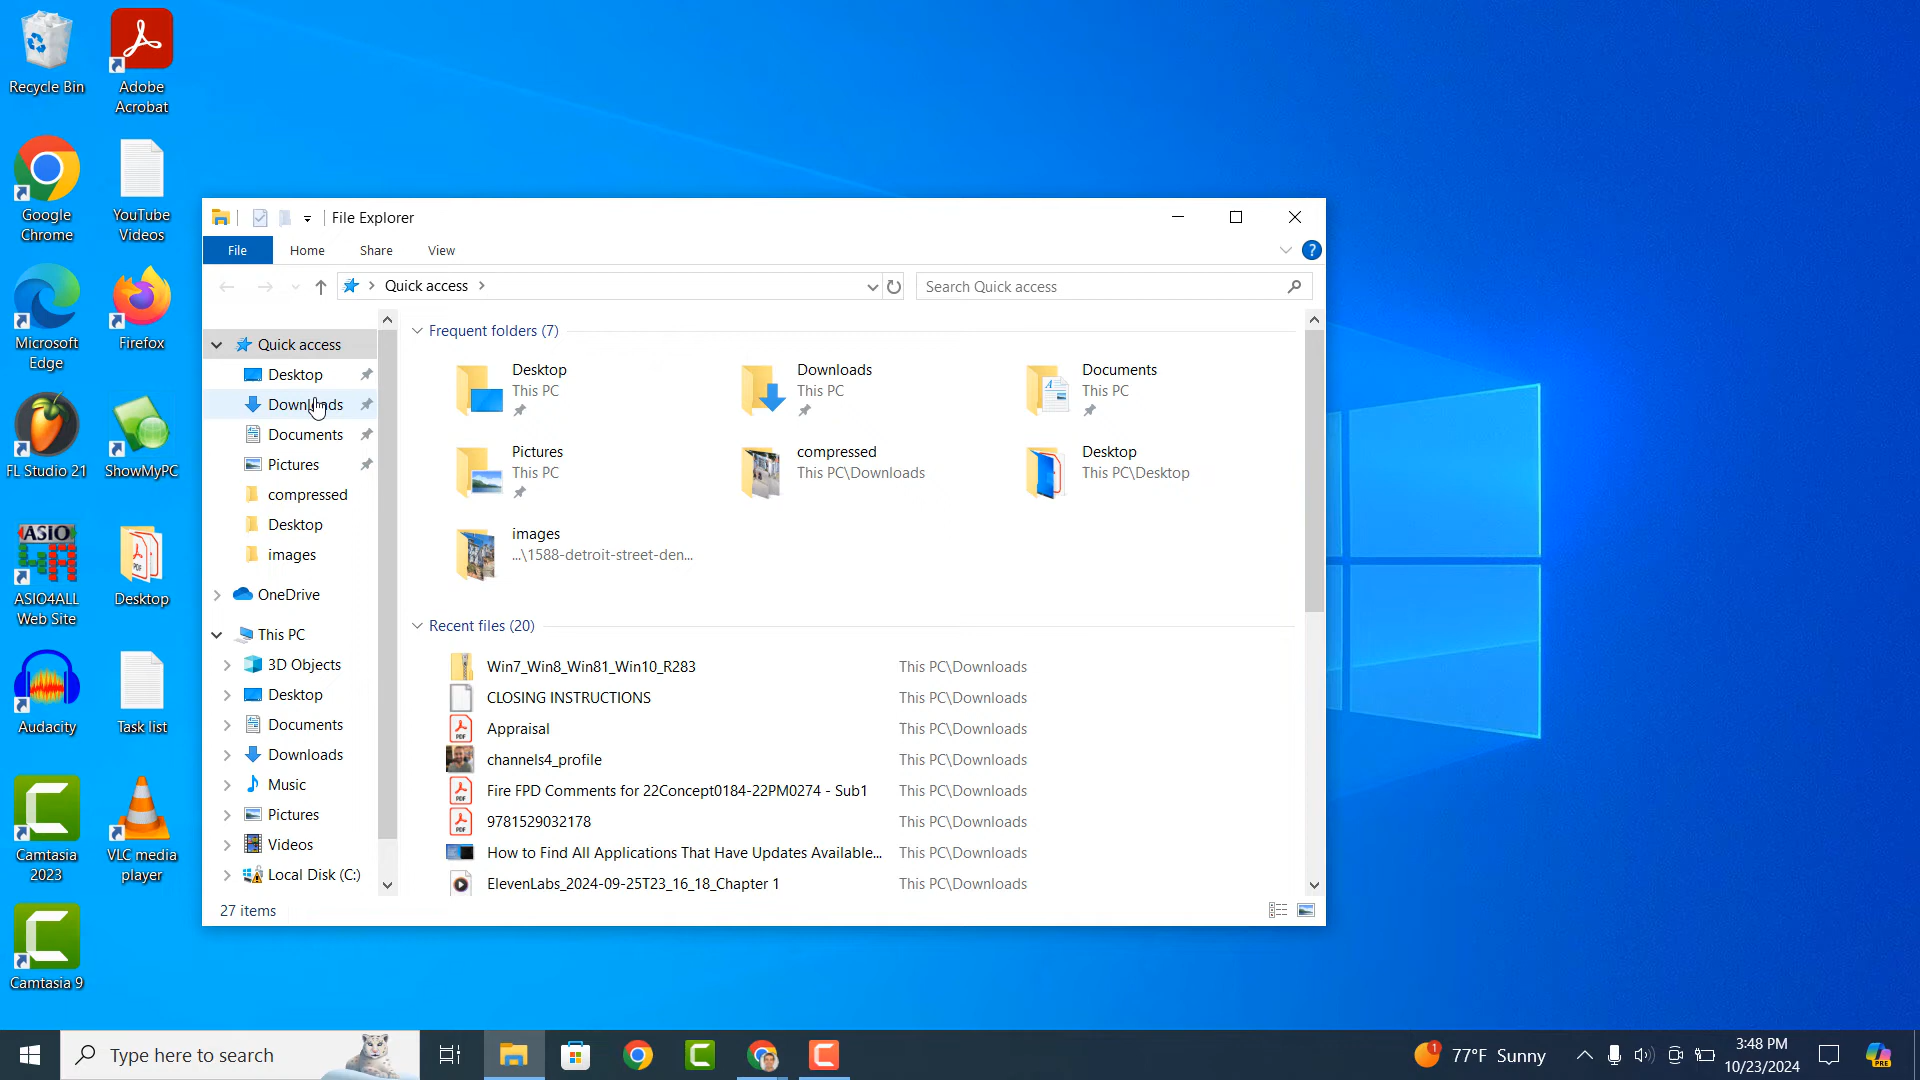 Recycle Bin
Adobe
Acrobat
Google
Chrome
YouTube
Videos
Microsoft
Edge
Firefox
FL Studio 21
ShowMyPC
ASIO
ASIO4ALL
Web Site
Desktop
Audacity
Task list
Camtasia
2023
VLC media
player
Camtasia 9
File Explorer
File
Home
Share
View
Quick access
Search Quick access
Quick access
Desktop
Downloads
Documents
Pictures
compressed
Desktop
images
OneDrive
This PC
3D Objects
Desktop
Documents
Downloads
Music
Pictures
Videos
Local Disk (C:)
27 items
Frequent folders (7)
Desktop
This PC
Downloads
This PC
Documents
This PC
Pictures
This PC
compressed
This PC\Downloads
Desktop
This PC\Desktop
images
...\1588-detroit-street-den...
Recent files (20)
Win7_Win8_Win81_Win10_R283 This PC\Downloads
CLOSING INSTRUCTIONS This PC\Downloads
Appraisal This PC\Downloads
channels4_profile This PC\Downloads
Fire FPD Comments for 22Concept0184-22PM0274 - Sub1 This PC\Downloads
9781529032178 This PC\Downloads
How to Find All Applications That Have Updates Available... This PC\Downloads
ElevenLabs_2024-09-25T23_16_18_Chapter 1 This PC\Downloads
Type here to search
1
77°F Sunny
3:48 PM
10/23/2024
PRE